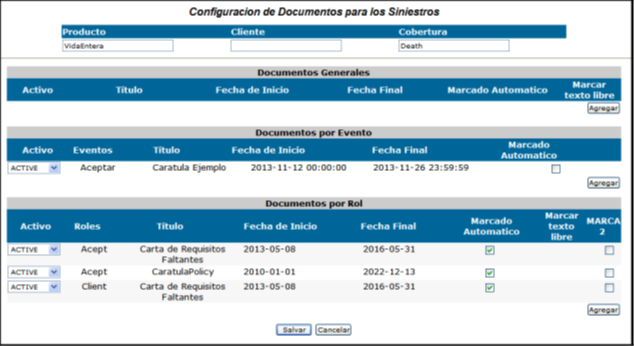 Configuracion de Documentos para los Siniestros
Producto Cliente Cobertura
VidaEntera Death
Documentos Generales
Activo Título Fecha de Inicio Fecha Final Marcado Automatico Marcar texto libre
Agregar
Documentos por Evento
Activo Eventos Título Fecha de Inicio Fecha Final Marcado Automatico
ACTIVE Aceptar Caratula Ejemplo 2013-11-12 00:00:00 2013-11-26 23:59:59
Agregar
Documentos por Rol
Activo Roles Título Fecha de Inicio Fecha Final Marcado Automatico Marcar texto libre MARCA 2
ACTIVE Acept Carta de Requisitos Faltantes 2013-05-08 2016-05-31
ACTIVE Acept CaratulaPolicy 2010-01-01 2022-12-13
ACTIVE Client Carta de Requisitos Faltantes 2013-05-08 2016-05-31
Agregar
Salvar Cancelar